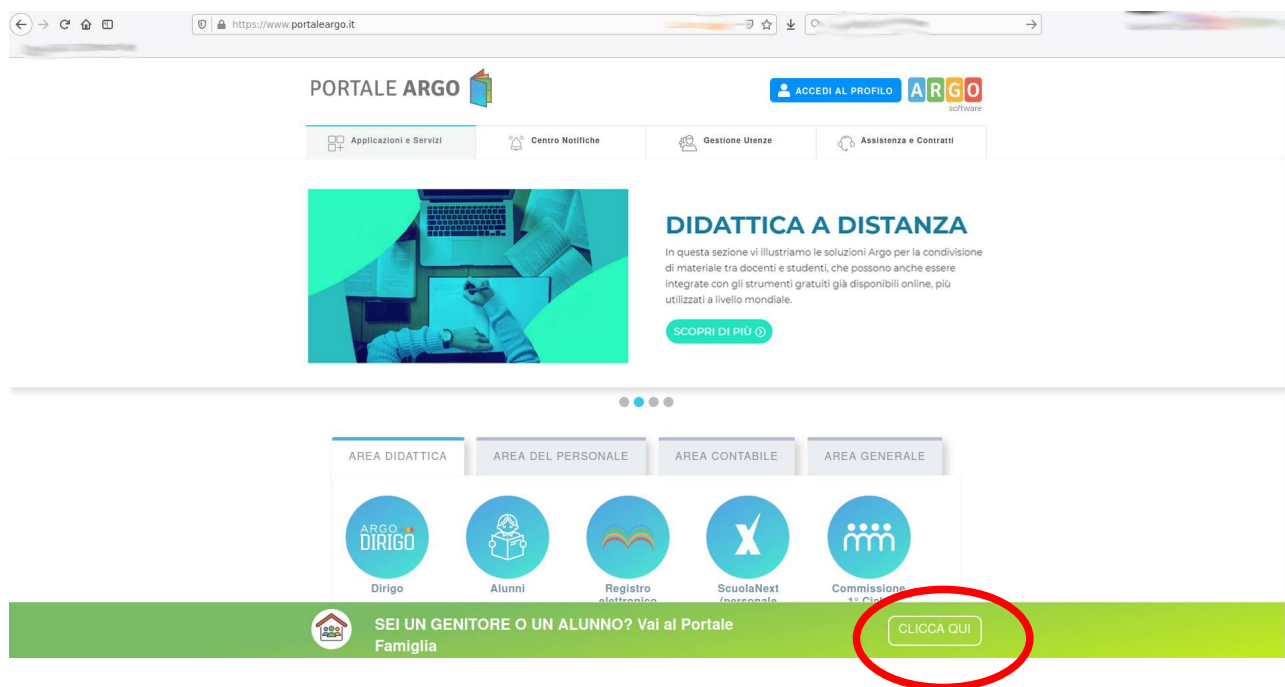 https://www.portaleargo.it
PORTALE ARGO
ACCEDI AL PROFILO
ARGO
software
Applicazioni e Servizi
Centro Notifiche
Gestione Utenze
Assistenza e Contratti
DIDATTICA A DISTANZA
In questa sezione vi illustriamo le soluzioni Argo per la condivisione
di materiale tra docenti e studenti, che possono anche essere
integrate con gli strumenti gratuiti già disponibili online, più
utilizzati a livello mondiale.
SCOPRI DI PIÙ
AREA DIDATTICA
AREA DEL PERSONALE
AREA CONTABILE
AREA GENERALE
ARGO
DIRIGO
Dirigo
Alunni
Registro
elettronico
ScuolaNext
(personale
Commissione
1° Ciclo
SEI UN GENITORE O UN ALUNNO? Vai al Portale
Famiglia
CLICCA QUI